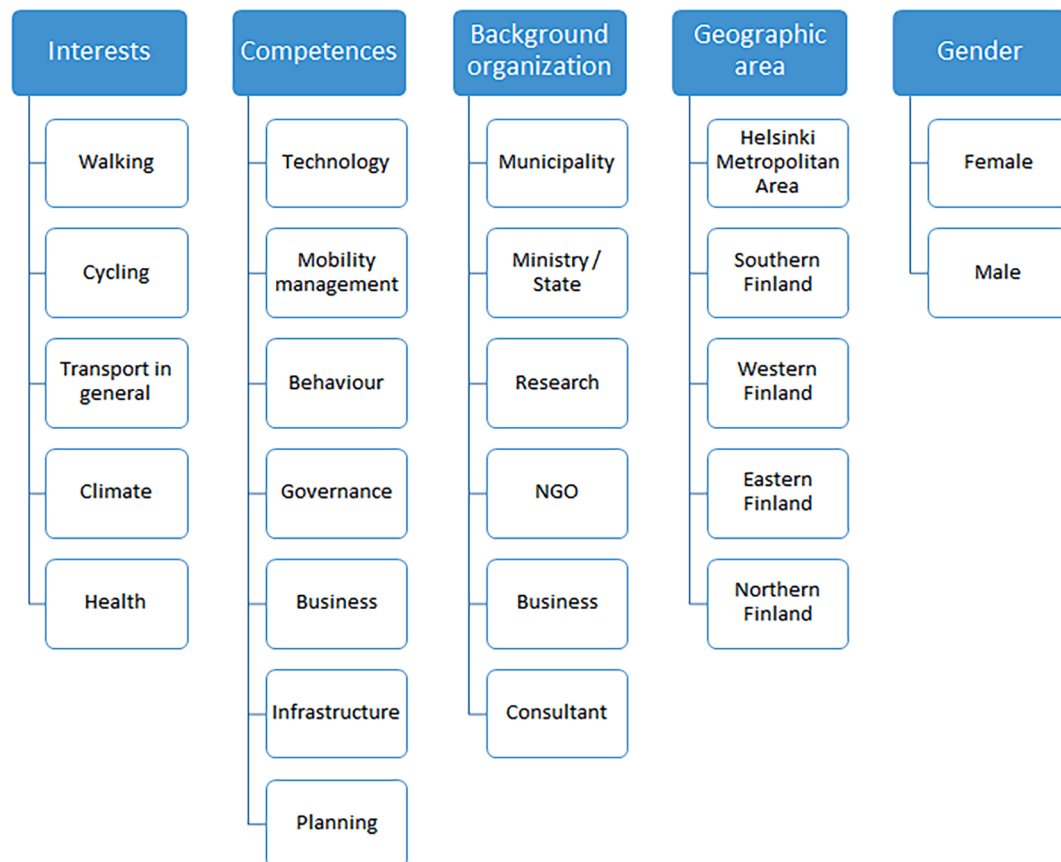 Interests
Walking
Cycling
Transport in
general
Climate
Health
Competences
Technology
Mobility
management
Behaviour
Governance
Business
Infrastructure
Planning
Background
organization
Municipality
Ministry /
State
Research
NGO
Business
Consultant
Geographic
area
Helsinki
Metropolitan
Area
Southern
Finland
Western
Finland
Eastern
Finland
Northern
Finland
Gender
Female
Male